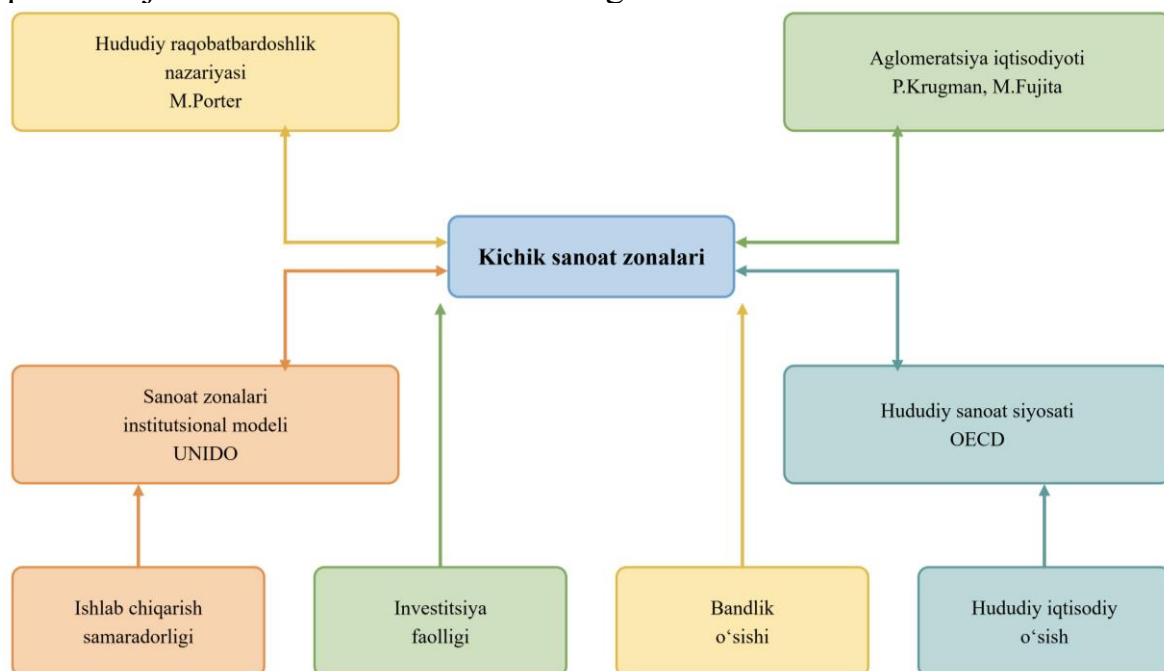 Hududiy raqobatbardoshlik
nazariyasi
M.Porter
Aglomeratsiya iqtisodiyoti
P.Krugman, M.Fujita
Kichik sanoat zonalari
Sanoat zonalari
institutsional modeli
UNIDO
Hududiy sanoat siyosati
OECD
Ishlab chiqarish
samaradorligi
Investitsiya
faolligi
Bandlik
o‘sishi
Hududiy iqtisodiy
o‘sish